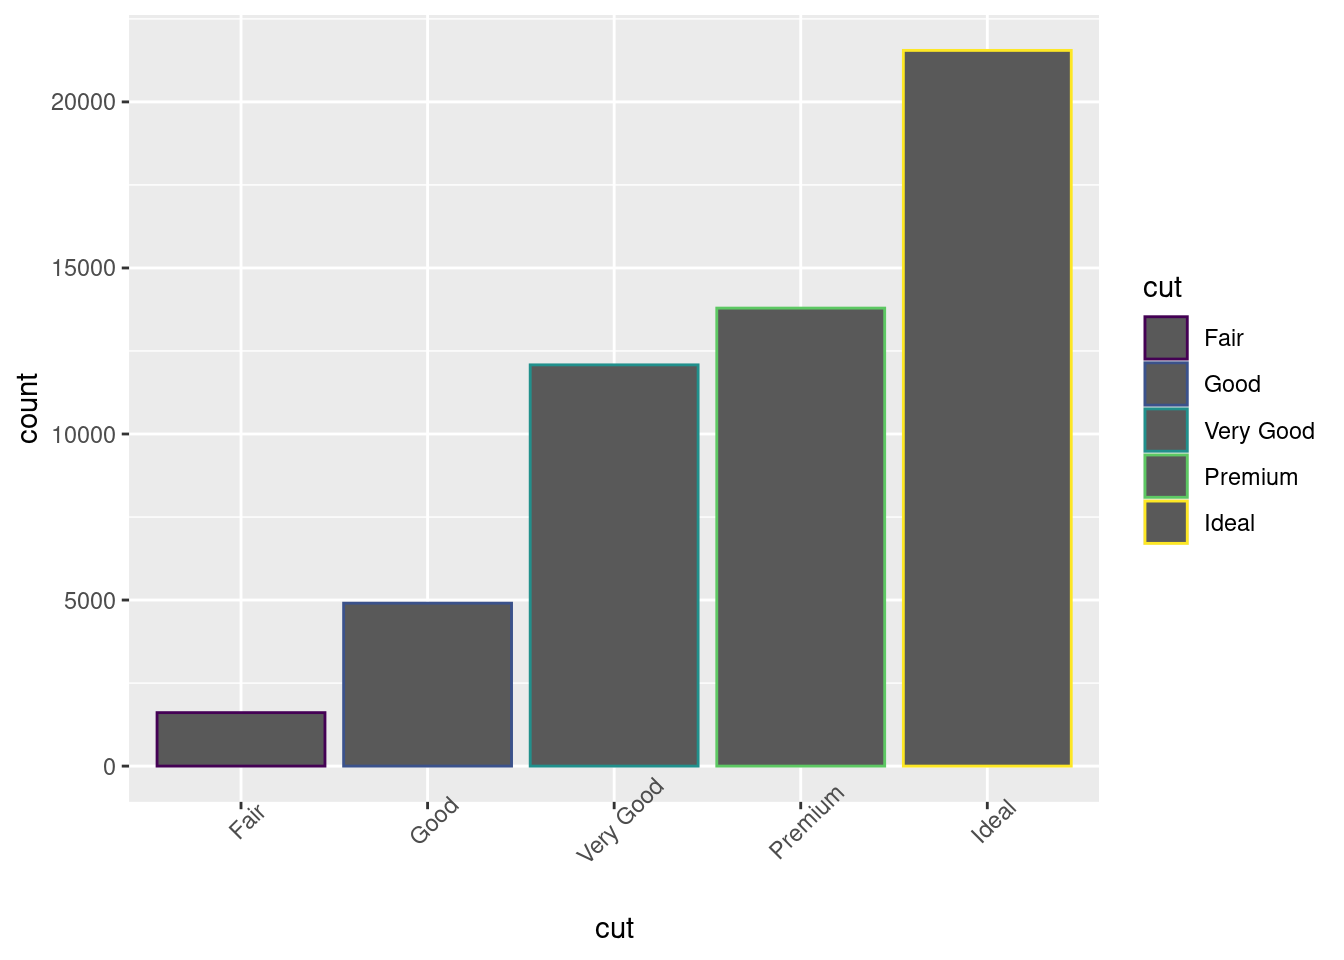 20000
15000
10000
5000
0
count
Fair
Good
Very Good
Premium
Ideal
cut
cut
Fair
Good
Very Good
Premium
Ideal